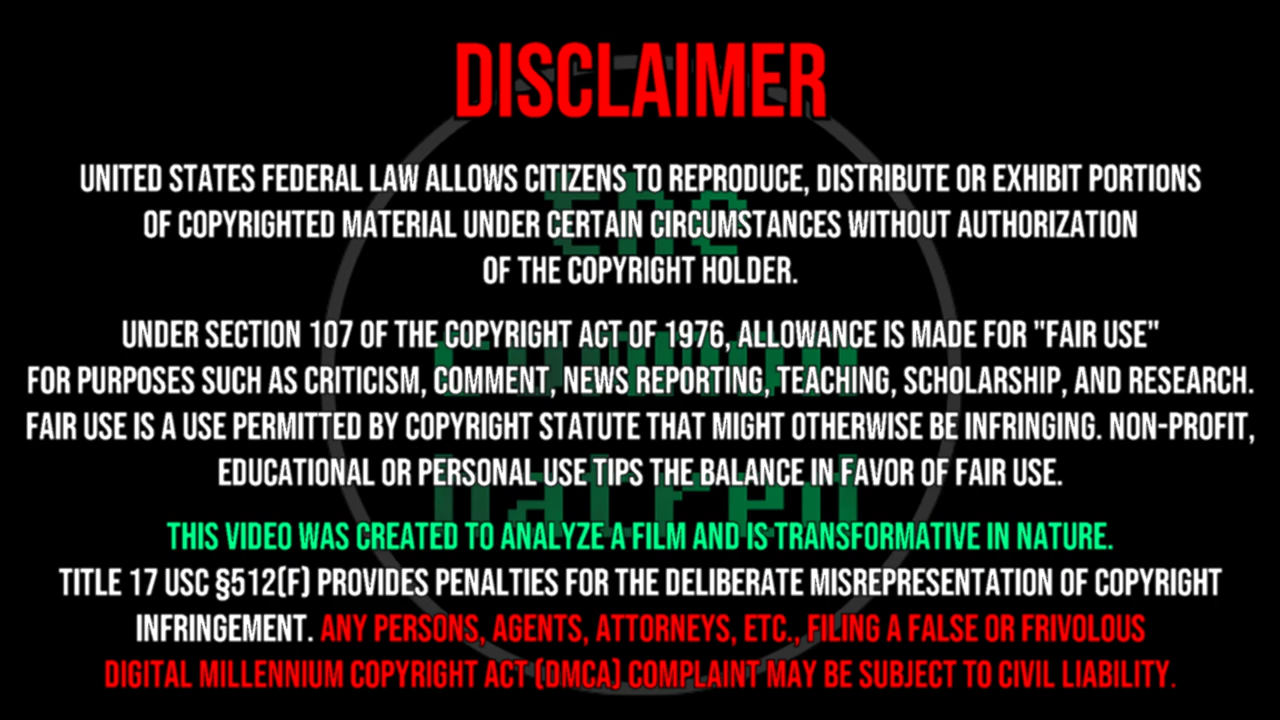 DISCLAIMER
UNITED STATES FEDERAL LAW ALLOWS CITIZENS TO REPRODUCE, DISTRIBUTE OR EXHIBIT PORTIONS
OF COPYRIGHTED MATERIAL UNDER CERTAIN CIRCUMSTANCES WITHOUT AUTHORIZATION
OF THE COPYRIGHT HOLDER.
UNDER SECTION 107 OF THE COPYRIGHT ACT OF 1976, ALLOWANCE IS MADE FOR "FAIR USE"
FOR PURPOSES SUCH AS CRITICISM, COMMENT, NEWS REPORTING, TEACHING, SCHOLARSHIP, AND RESEARCH.
FAIR USE IS A USE PERMITTED BY COPYRIGHT STATUTE THAT MIGHT OTHERWISE BE INFRINGING. NON-PROFIT,
EDUCATIONAL OR PERSONAL USE TIPS THE BALANCE IN FAVOR OF FAIR USE.
THIS VIDEO WAS CREATED TO ANALYZE A FILM AND IS TRANSFORMATIVE IN NATURE.
TITLE 17 USC §512(F) PROVIDES PENALTIES FOR THE DELIBERATE MISREPRESENTATION OF COPYRIGHT
INFRINGEMENT. ANY PERSONS, AGENTS, ATTORNEYS, ETC., FILING A FALSE OR FRIVOLOUS
DIGITAL MILLENNIUM COPYRIGHT ACT (DMCA) COMPLAINT MAY BE SUBJECT TO CIVIL LIABILITY.
the
common
hatred